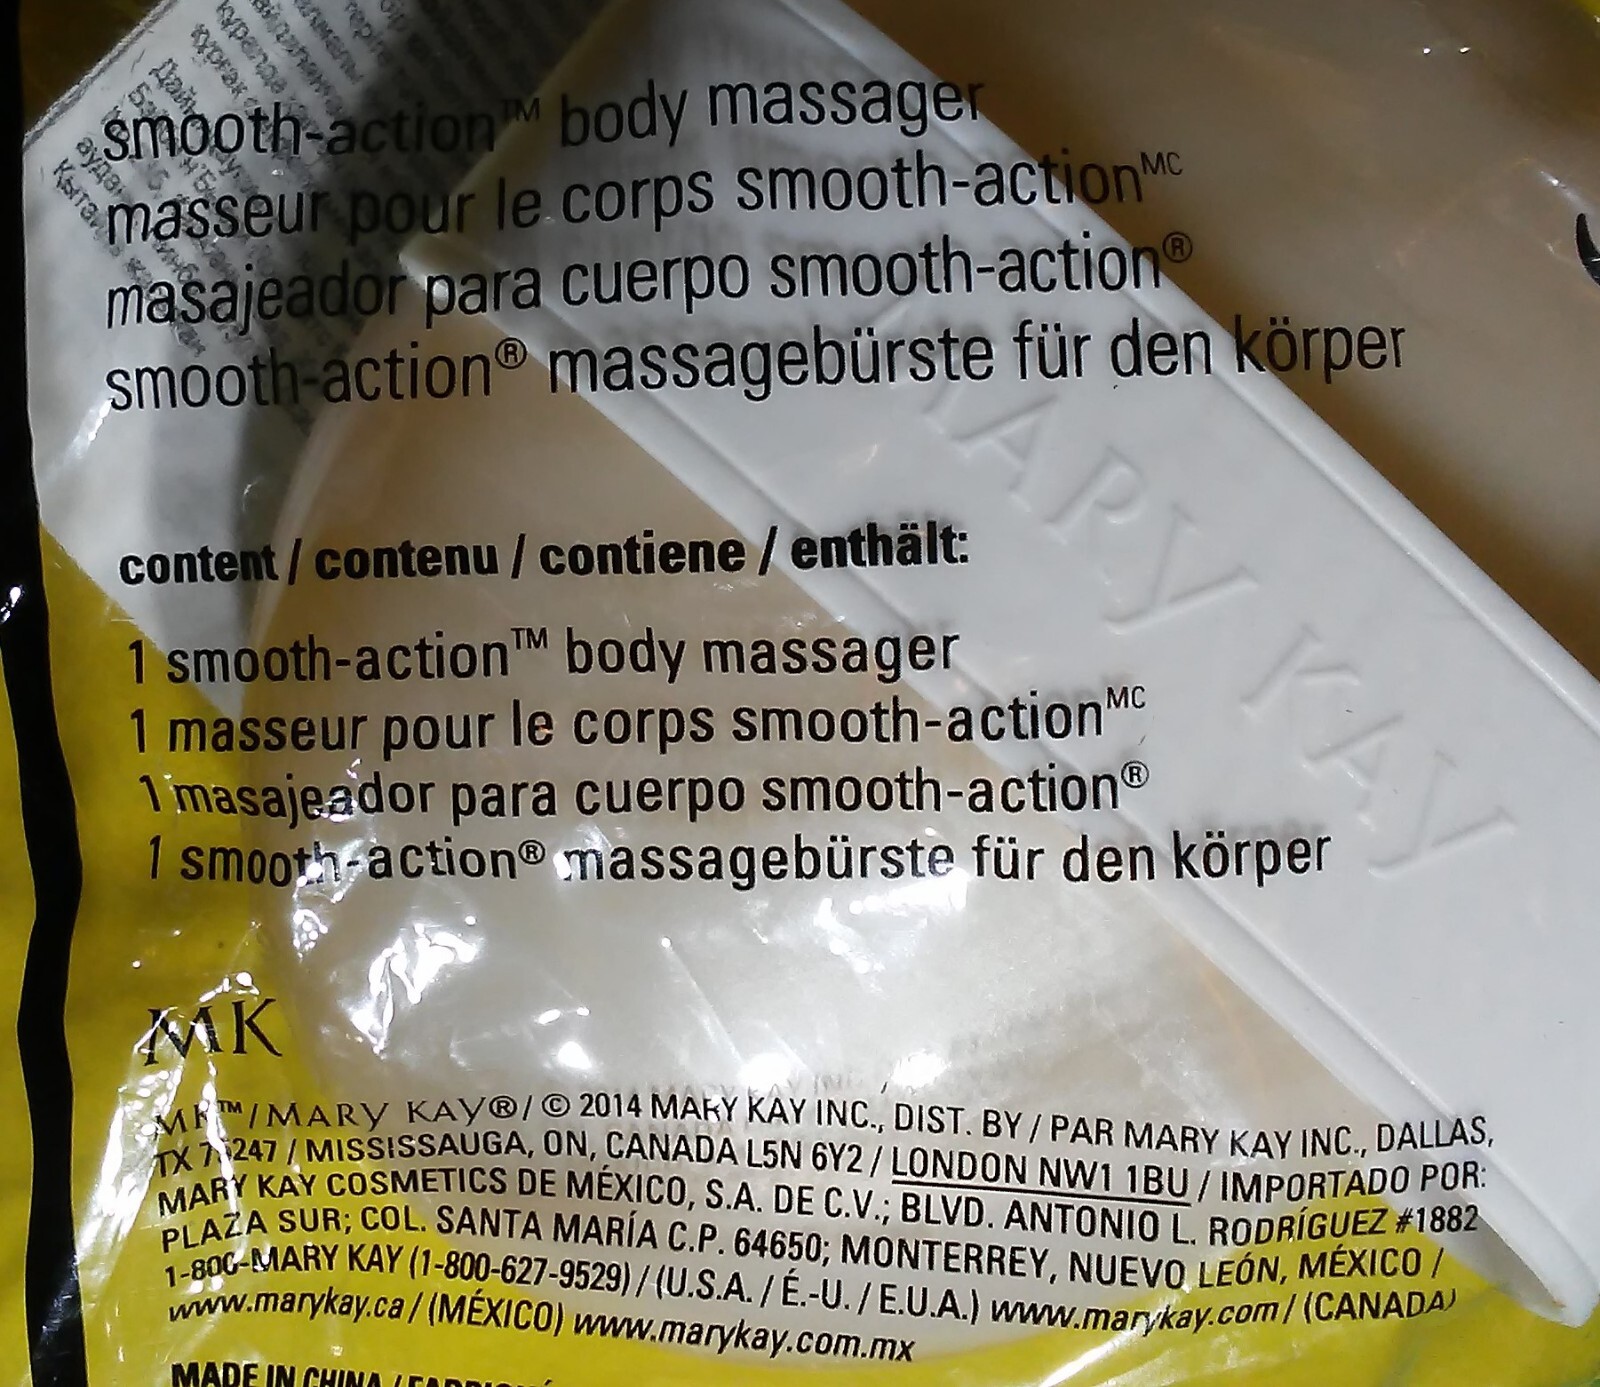 smooth-action™ body massager
masseur pour le corps smooth-action MC
masajeador para cuerpo smooth-action®
smooth-action® massagebürste für den körper
MARY KAY
content / contenu / contiene / enthält:
1 smooth-action™ body massager
1 masseur pour le corps smooth-action MC
1 masajeador para cuerpo smooth-action®
1 smooth-action® massagebürste für den körper
MK
MK™/MARY KAY®/ © 2014 MARY KAY INC., DIST. BY / PAR MARY KAY INC., DALLAS,
TX 75247 / MISSISSAUGA, ON, CANADA L5N 6Y2 / LONDON NW1 1BU / IMPORTADO POR:
MARY KAY COSMETICS DE MÉXICO, S.A. DE C.V.; BLVD. ANTONIO L. RODRÍGUEZ #1882
PLAZA SUR; COL. SANTA MARÍA C.P. 64650; MONTERREY, NUEVO LEÓN, MÉXICO /
1-800-MARY KAY (1-800-627-9529) / (U.S.A. / É.-U. / E.U.A.) www.marykay.com / (CANADA)
www.marykay.ca / (MÉXICO) www.marykay.com.mx
MADE IN CHINA /